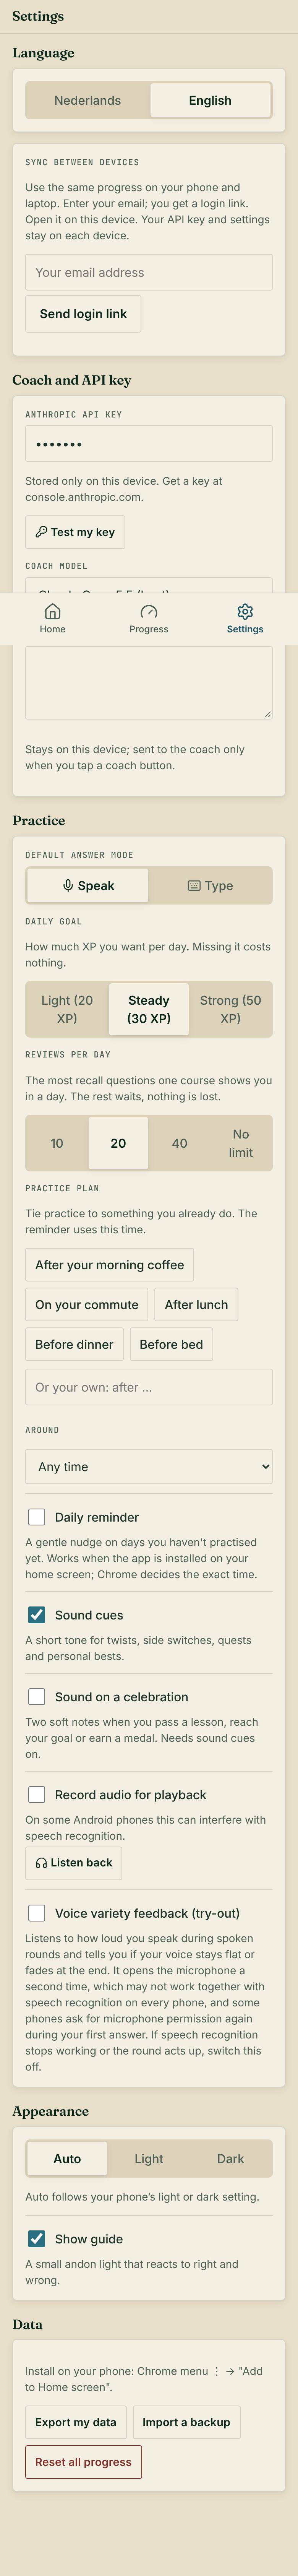 Settings
Language
Nederlands
English
SYNC BETWEEN DEVICES
Use the same progress on your phone and
laptop. Enter your email; you get a login link.
Open it on this device. Your API key and settings
stay on each device.
Your email address
Send login link
Coach and API key
ANTHROPIC API KEY
•••••••
Stored only on this device. Get a key at
console.anthropic.com.
Test my key
COACH MODEL
Home
Progress
Settings
Stays on this device; sent to the coach only
when you tap a coach button.
Practice
DEFAULT ANSWER MODE
Speak
Type
DAILY GOAL
How much XP you want per day. Missing it costs
nothing.
Light (20
XP)
Steady
(30 XP)
Strong (50
XP)
REVIEWS PER DAY
The most recall questions one course shows you
in a day. The rest waits, nothing is lost.
10
20
40
No
limit
PRACTICE PLAN
Tie practice to something you already do. The
reminder uses this time.
After your morning coffee
On your commute
After lunch
Before dinner
Before bed
Or your own: after ...
AROUND
Any time
Daily reminder
A gentle nudge on days you haven't practised
yet. Works when the app is installed on your
home screen; Chrome decides the exact time.
Sound cues
A short tone for twists, side switches, quests
and personal bests.
Sound on a celebration
Two soft notes when you pass a lesson, reach
your goal or earn a medal. Needs sound cues
on.
Record audio for playback
On some Android phones this can interfere with
speech recognition.
Listen back
Voice variety feedback (try-out)
Listens to how loud you speak during spoken
rounds and tells you if your voice stays flat or
fades at the end. It opens the microphone a
second time, which may not work together with
speech recognition on every phone, and some
phones ask for microphone permission again
during your first answer. If speech recognition
stops working or the round acts up, switch this
off.
Appearance
Auto
Light
Dark
Auto follows your phone's light or dark setting.
Show guide
A small andon light that reacts to right and
wrong.
Data
Install on your phone: Chrome menu ⋮ → "Add
to Home screen".
Export my data
Import a backup
Reset all progress